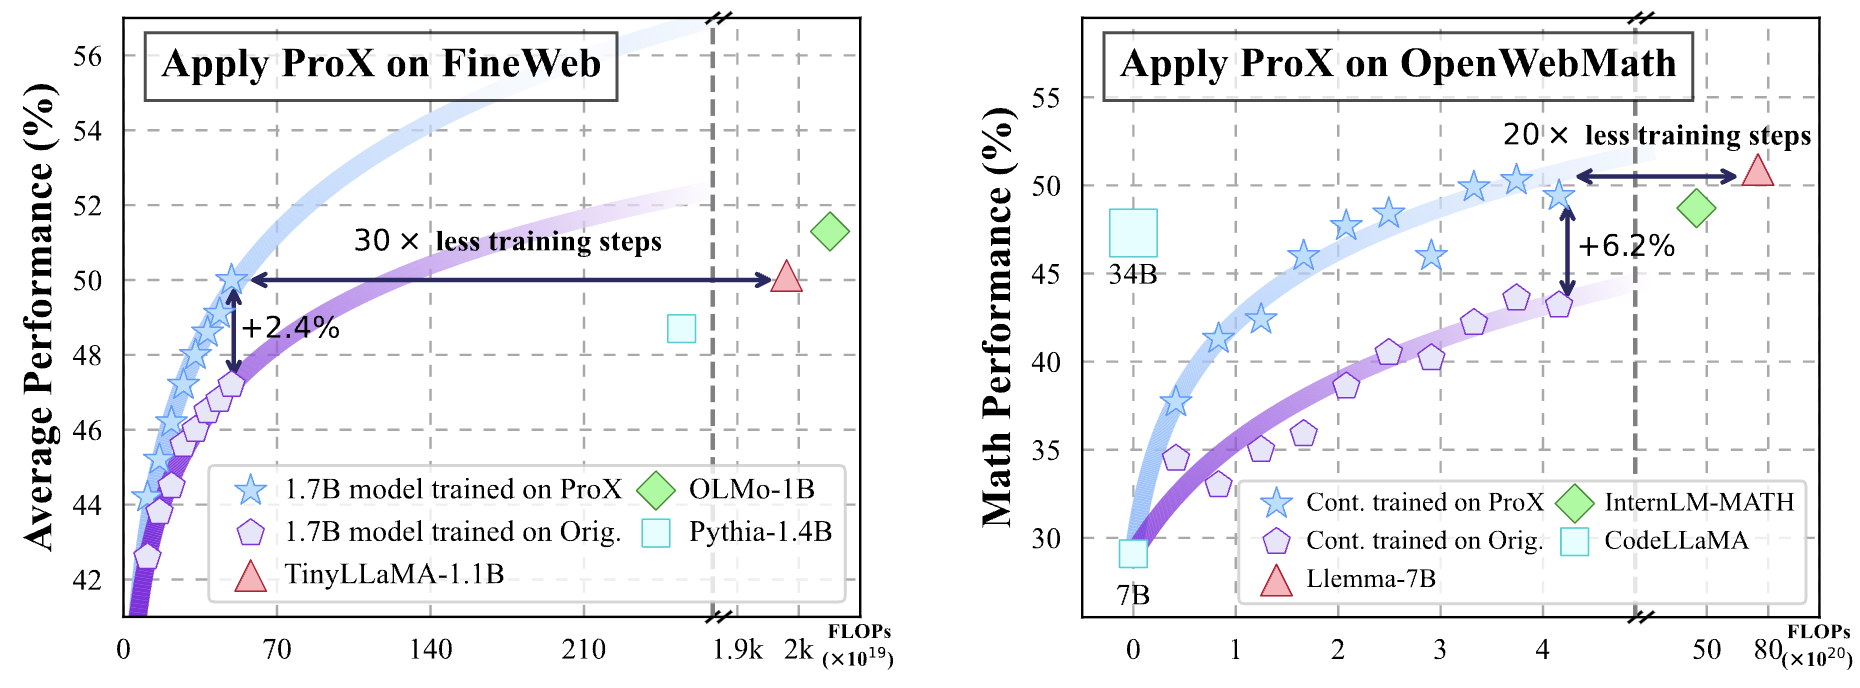 Apply ProX on FineWeb
Average Performance (%)
56
54
52
50
48
46
44
42
30 × less training steps
+2.4%
1.7B model trained on ProX
1.7B model trained on Orig.
TinyLLaMA-1.1B
OLMo-1B
Pythia-1.4B
0 70 140 210 1.9k 2k
FLOPs
(×10¹⁹)
Apply ProX on OpenWebMath
Math Performance (%)
55
50
45
40
35
30
20 × less training steps
+6.2%
34B
7B
Cont. trained on ProX
Cont. trained on Orig.
Llemma-7B
InternLM-MATH
CodeLLaMA
0 1 2 3 4 50 80
FLOPs
(×10²⁰)